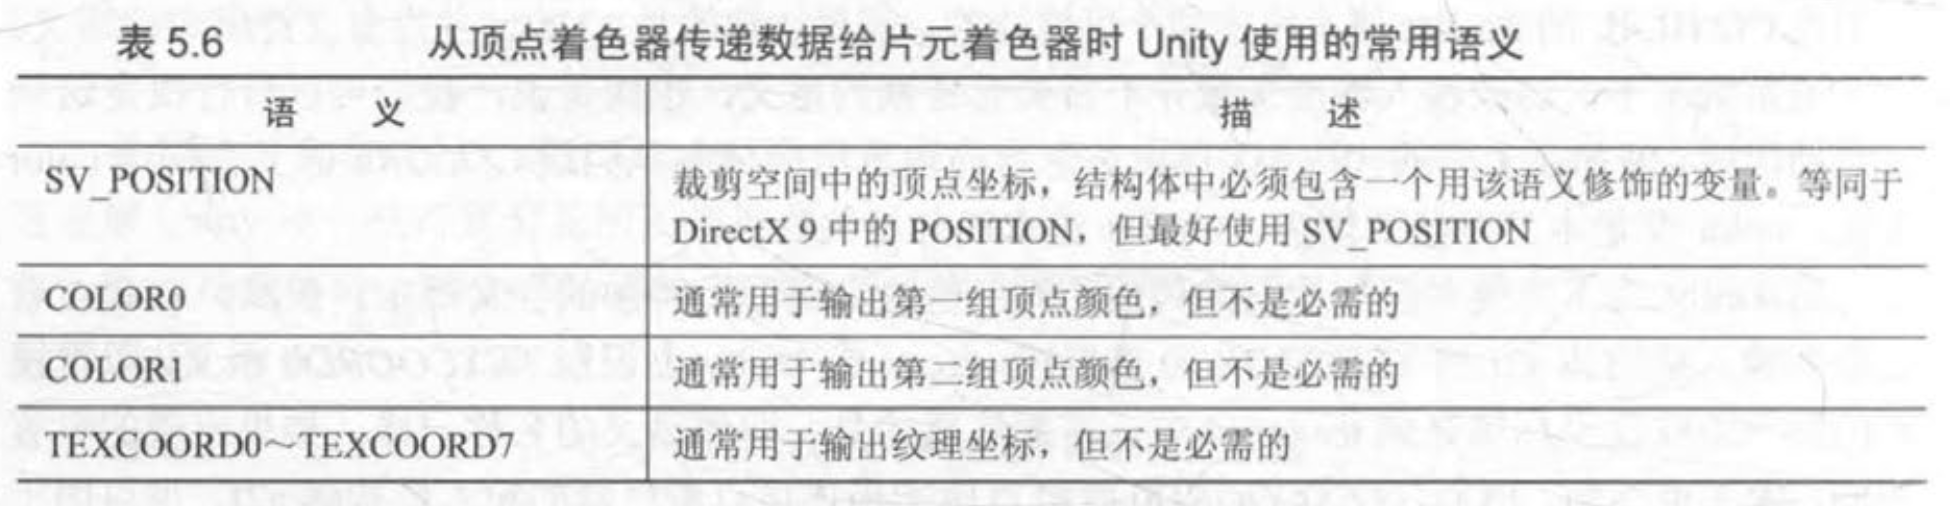 表 5.6 从顶点着色器传递数据给片元着色器时 Unity 使用的常用语义
语 义 描 述
SV_POSITION 裁剪空间中的顶点坐标，结构体中必须包含一个用该语义修饰的变量。等同于
DirectX 9 中的 POSITION，但最好使用 SV_POSITION
COLOR0 通常用于输出第一组顶点颜色，但不是必需的
COLOR1 通常用于输出第二组顶点颜色，但不是必需的
TEXCOORD0～TEXCOORD7 通常用于输出纹理坐标，但不是必需的